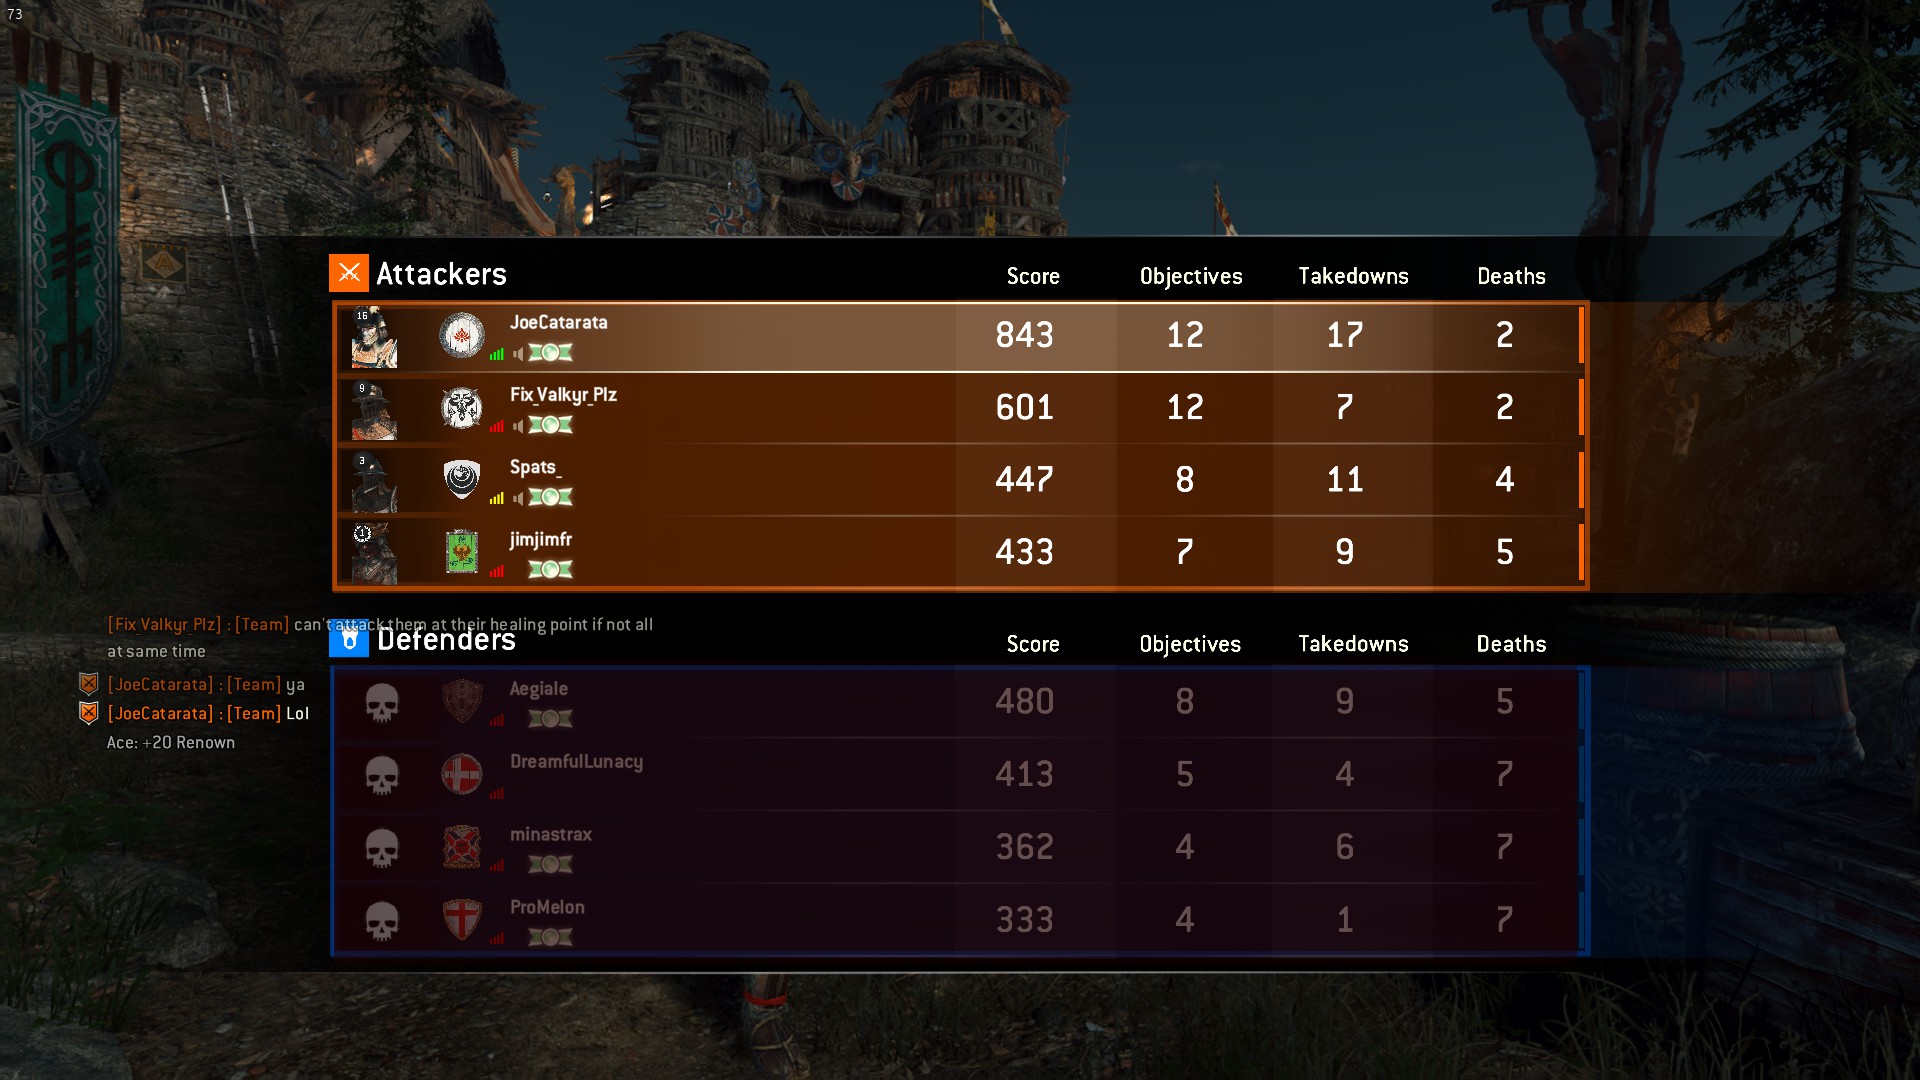 73
Attackers Score Objectives Takedowns Deaths
16 JoeCatarata 843 12 17 2
9 Fix_Valkyr_Plz 601 12 7 2
3 Spats_ 447 8 11 4
1 jimjimfr 433 7 9 5
[Fix_Valkyr_Plz] : [Team] can't attack them at their healing point if not all
at same time
Defenders Score Objectives Takedowns Deaths
[JoeCatarata] : [Team] ya
[JoeCatarata] : [Team] Lol
Ace: +20 Renown
Aegiale 480 8 9 5
DreamfulLunacy 413 5 4 7
minastrax 362 4 6 7
ProMelon 333 4 1 7